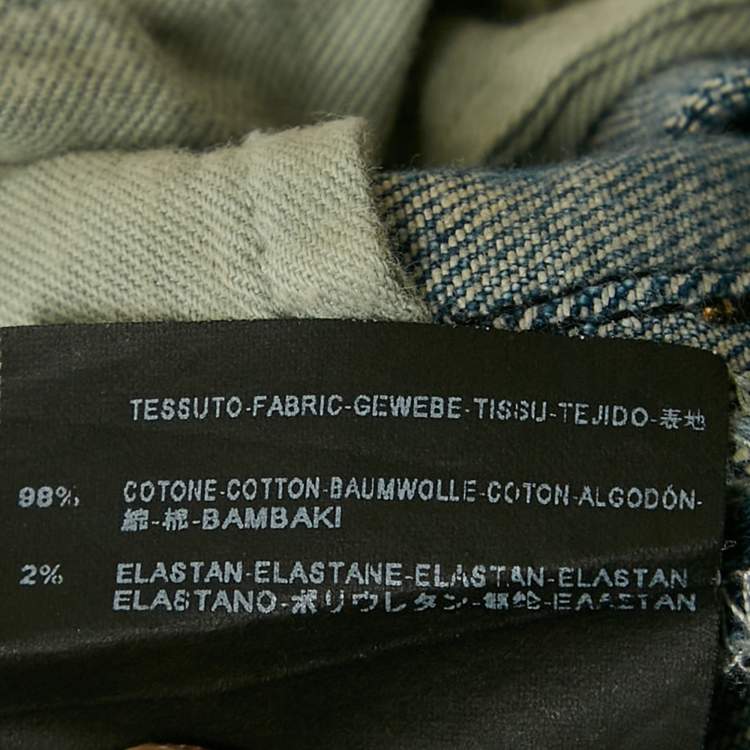 TESSUTO-FABRIC-GEWEBE-TISSU-TEJIDO-表地
98% COTONE-COTTON-BAUMWOLLE-COTON-ALGODÓN-
綿-棉-BAMBAKI
2% ELASTAN-ELASTANE-ELASTAN-ELASTAN
ELASTANO-ポリウレタン-